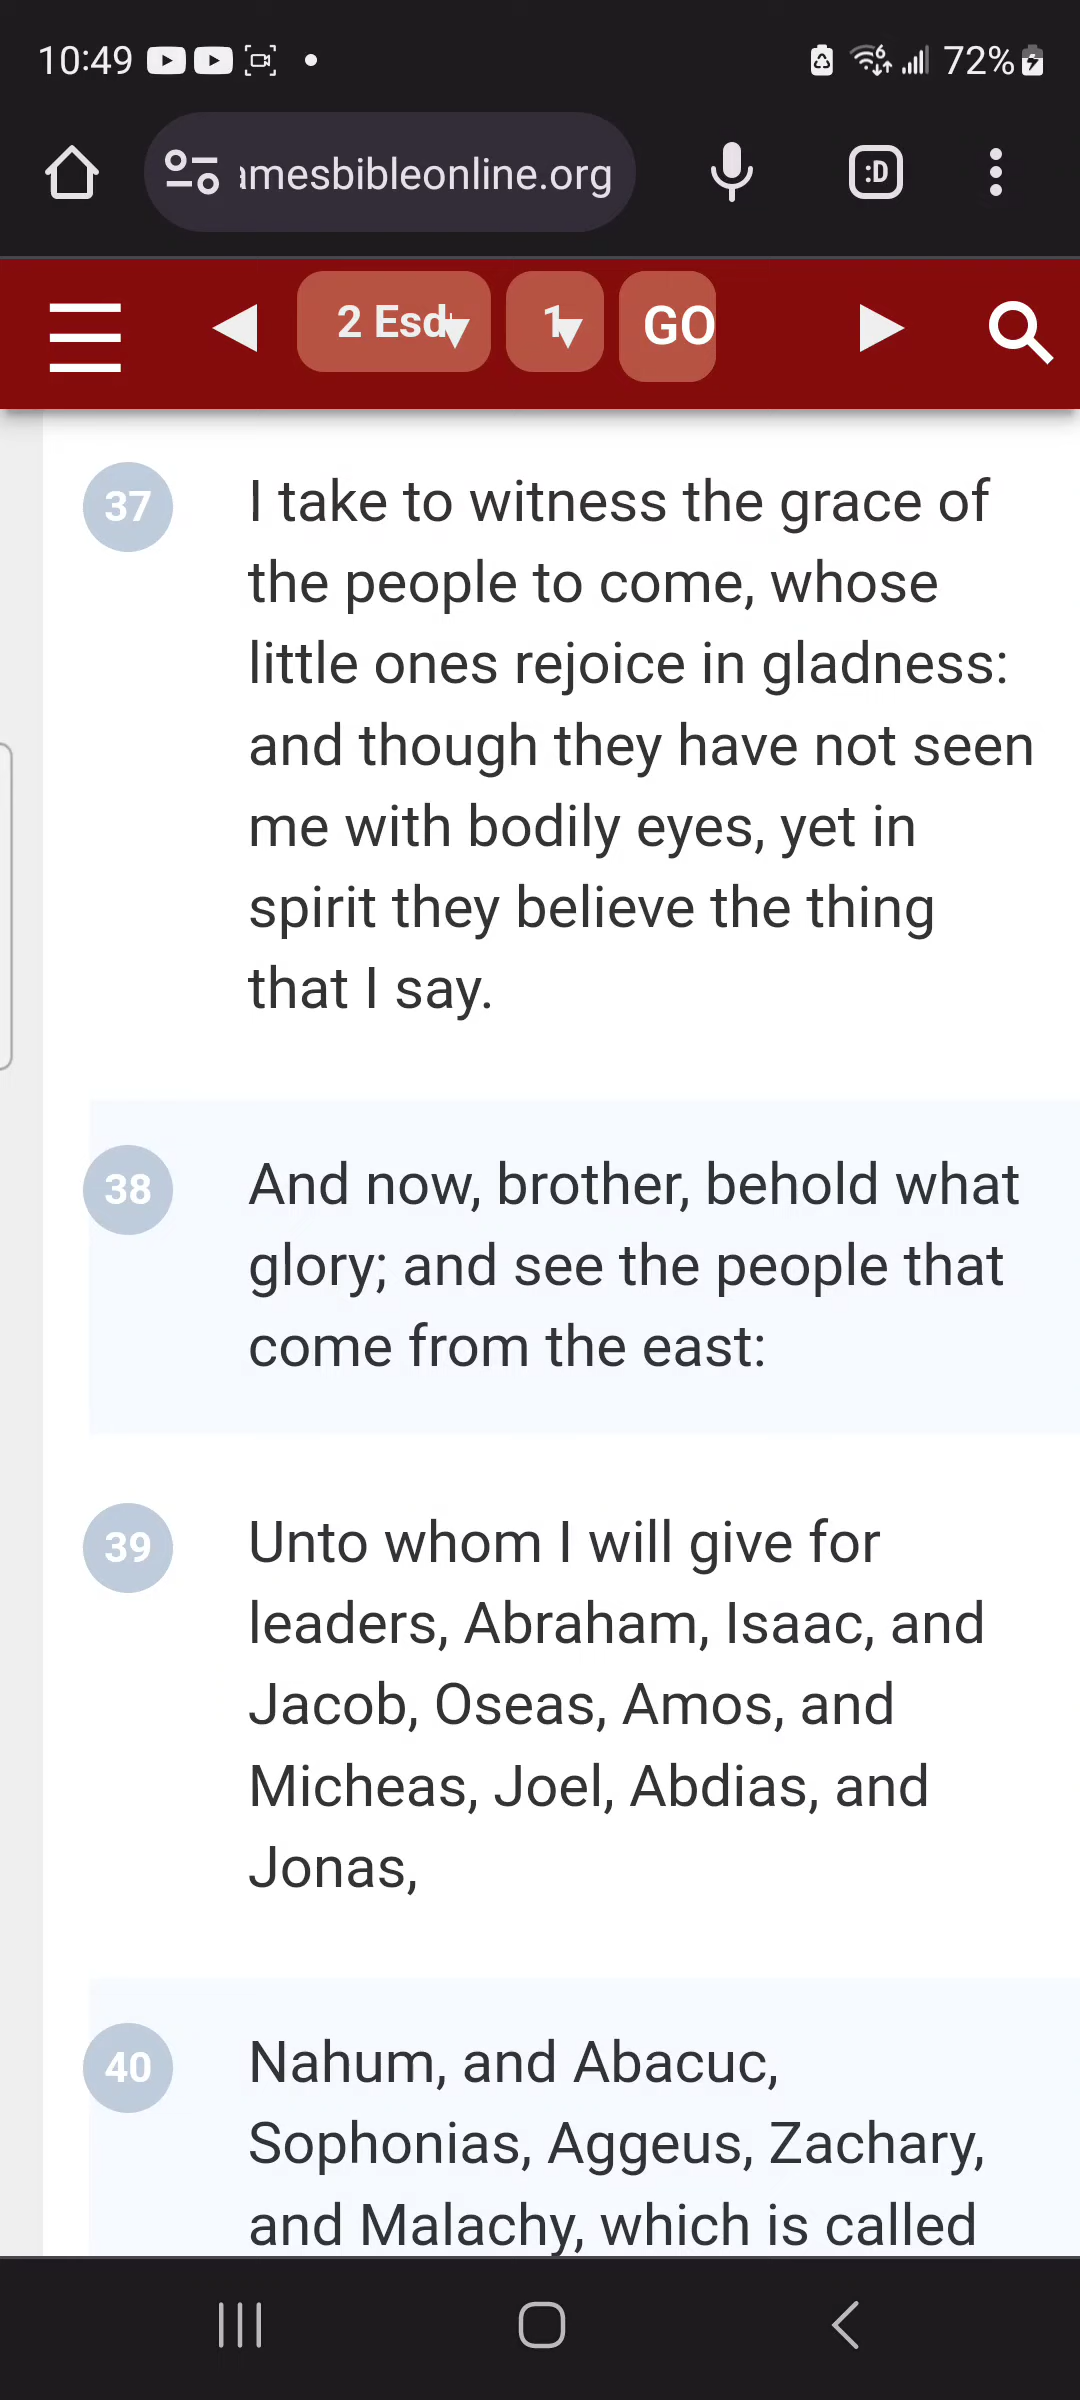 10:49
72%
amesbibleonline.org
:D
2 Esd
1
GO
37
I take to witness the grace of
the people to come, whose
little ones rejoice in gladness:
and though they have not seen
me with bodily eyes, yet in
spirit they believe the thing
that I say.
38
And now, brother, behold what
glory; and see the people that
come from the east:
39
Unto whom I will give for
leaders, Abraham, Isaac, and
Jacob, Oseas, Amos, and
Micheas, Joel, Abdias, and
Jonas,
40
Nahum, and Abacuc,
Sophonias, Aggeus, Zachary,
and Malachy, which is called